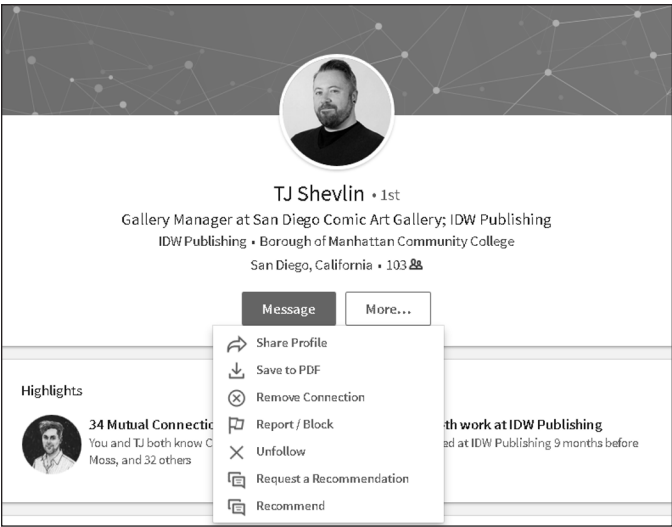 TJ Shevlin • 1st
Gallery Manager at San Diego Comic Art Gallery; IDW Publishing
IDW Publishing • Borough of Manhattan Community College
San Diego, California • 103
Message
More...
Share Profile
Save to PDF
Remove Connection
Report / Block
Unfollow
Request a Recommendation
Recommend
Highlights
34 Mutual Connectio
You and TJ both know C
Moss, and 32 others
th work at IDW Publishing
ed at IDW Publishing 9 months before